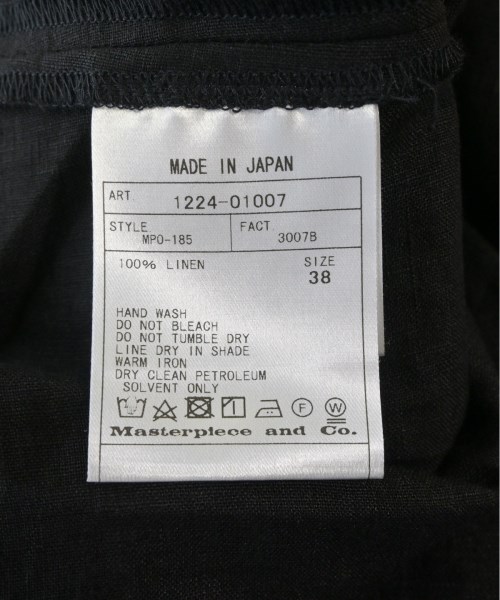 MADE IN JAPAN
ART. 1224-01007
STYLE MPO-185 FACT. 3007B
100% LINEN SIZE 38
HAND WASH
DO NOT BLEACH
DO NOT TUMBLE DRY
LINE DRY IN SHADE
WARM IRON
DRY CLEAN PETROLEUM
SOLVENT ONLY
F W
Masterpiece and Co.